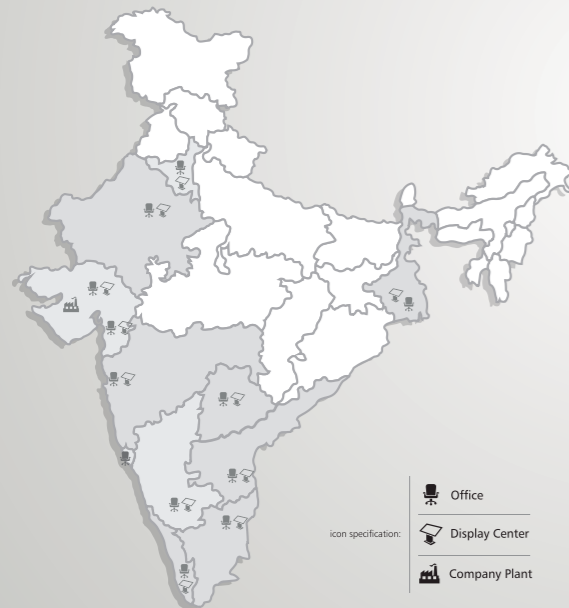 Office
icon specification:
Display Center
Company Plant